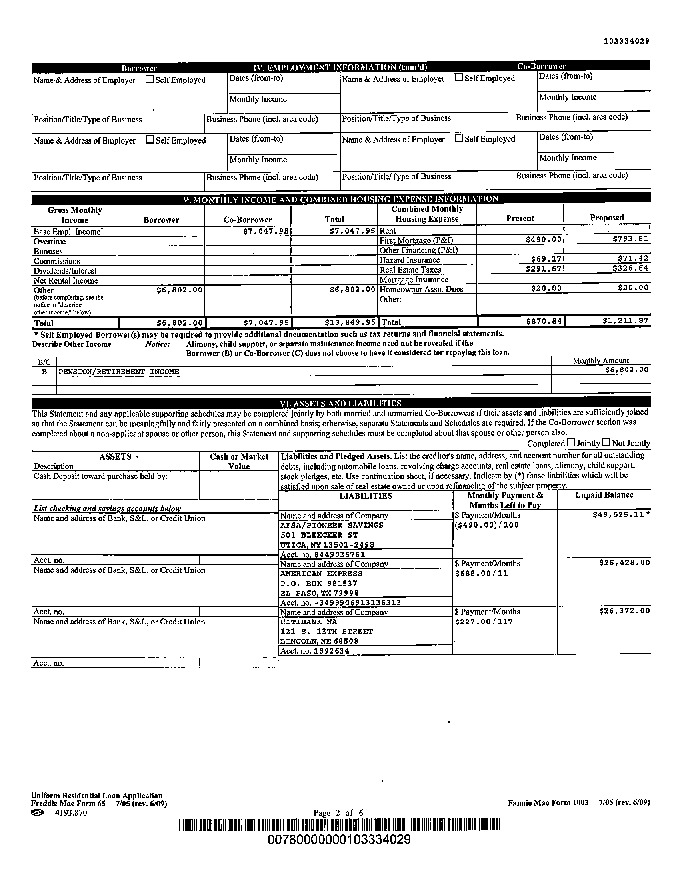 103334029
Borrower IV. EMPLOYMENT INFORMATION (cont'd) Co-Borrower
Name & Address of Employer Self Employed Dates (from-to) Name & Address of Employer Self Employed Dates (from-to)
Monthly Income Monthly Income
Position/Title/Type of Business Business Phone (incl. area code) Position/Title/Type of Business Business Phone (incl. area code)
Name & Address of Employer Self Employed Dates (from-to) Name & Address of Employer Self Employed Dates (from-to)
Monthly Income Monthly Income
Position/Title/Type of Business Business Phone (incl. area code) Position/Title/Type of Business Business Phone (incl. area code)
V. MONTHLY INCOME AND COMBINED HOUSING EXPENSE INFORMATION
Gross Monthly Income Borrower Co-Borrower Total Combined Monthly Housing Expense Present Proposed
Base Empl. Income* $7,047.95 $7,047.95 Rent
Overtime First Mortgage (P&I) $490.00 $793.81
Bonuses Other Financing (P&I)
Commissions Hazard Insurance $69.17 $71.42
Dividends/Interest Real Estate Taxes $291.67 $326.64
Net Rental Income Mortgage Insurance
Other $6,802.00 $6,802.00 Homeowner Assn. Dues $20.00 $20.00
(before completing, see the notice in "describe other income," below) Other:
Total $6,802.00 $7,047.95 $13,849.95 Total $870.84 $1,211.87
* Self Employed Borrower(s) may be required to provide additional documentation such as tax returns and financial statements.
Describe Other Income Notice: Alimony, child support, or separate maintenance income need not be revealed if the
Borrower (B) or Co-Borrower (C) does not choose to have it considered for repaying this loan.
B/C Monthly Amount
B PENSION/RETIREMENT INCOME $6,802.00
VI. ASSETS AND LIABILITIES
This Statement and any applicable supporting schedules may be completed jointly by both married and unmarried Co-Borrowers if their assets and liabilities are sufficiently joined
so that the Statement can be meaningfully and fairly presented on a combined basis; otherwise, separate Statements and Schedules are required. If the Co-Borrower section was
completed about a non-applicant spouse or other person, this Statement and supporting schedules must be completed about that spouse or other person also.
Completed Jointly Not Jointly
ASSETS Cash or Market Value
Description
Cash Deposit toward purchase held by:
Liabilities and Pledged Assets. List the creditor's name, address, and account number for all outstanding
debts, including automobile loans, revolving charge accounts, real estate loans, alimony, child support,
stock pledges, etc. Use continuation sheet, if necessary. Indicate by (*) those liabilities which will be
satisfied upon sale of real estate owned or upon refinancing of the subject property.
LIABILITIES Monthly Payment & Months Left to Pay Unpaid Balance
List checking and savings accounts below
Name and address of Bank, S&L, or Credit Union
Name and address of Company $ Payment/Months $49,525.11*
AFSA/PIONEER SAVINGS ($490.00)/100
501 BLEECKER ST
UTICA, NY 13501-2498
Acct. no. Acct. no. 8449035761
Name and address of Bank, S&L, or Credit Union Name and address of Company $ Payment/Months $26,428.00
AMERICAN EXPRESS $688.00/11
P.O. BOX 981537
EL PASO, TX 79998
Acct. no. Acct. no. -3499906913136313
Name and address of Bank, S&L, or Credit Union Name and address of Company $ Payment/Months $26,372.00
CITIBANK NA $227.00/117
121 S. 13TH STREET
LINCOLN, NE 68508
Acct. no. Acct. no. 1592634
Uniform Residential Loan Application
Freddie Mac Form 65 7/05 (rev. 6/09) Fannie Mae Form 1003 7/05 (rev. 6/09)
4193.870 Page 2 of 6
00760000000103334029